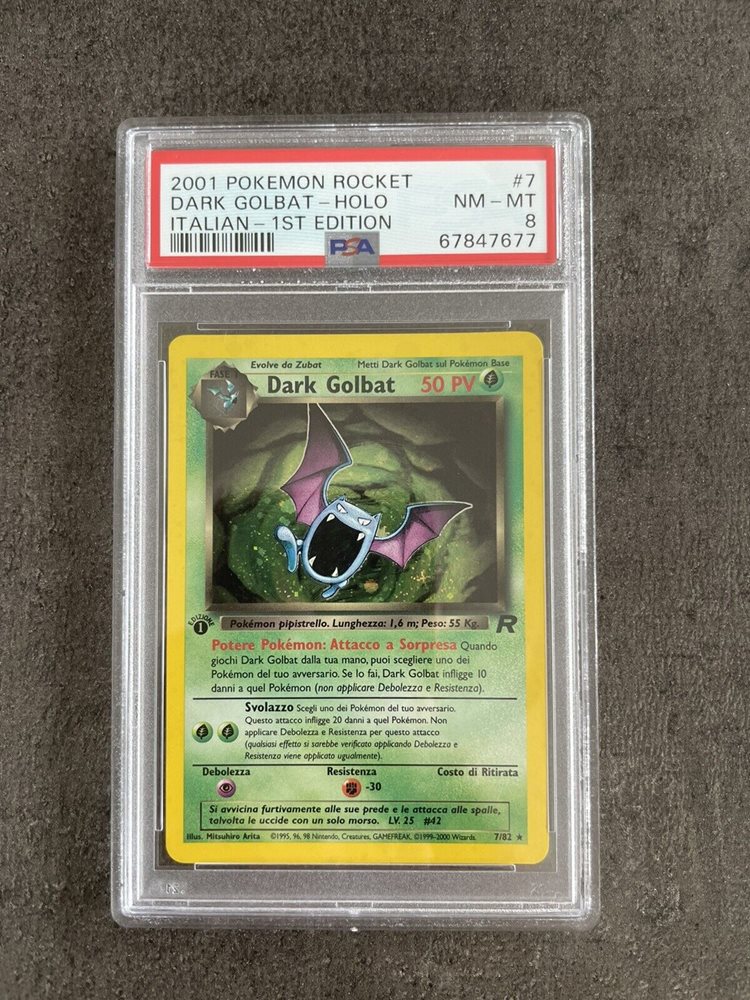 2001 POKEMON ROCKET #7
DARK GOLBAT - HOLO NM - MT
ITALIAN - 1ST EDITION 8
PSA 67847677
Evolve da Zubat Metti Dark Golbat sul Pokémon Base
FASE 1 Dark Golbat 50 PV
EDIZIONE 1
Pokémon pipistrello. Lunghezza: 1,6 m; Peso: 55 Kg. R
Potere Pokémon: Attacco a Sorpresa Quando
giochi Dark Golbat dalla tua mano, puoi scegliere uno dei
Pokémon del tuo avversario. Se lo fai, Dark Golbat infligge 10
danni a quel Pokémon (non applicare Debolezza e Resistenza).
Svolazzo Scegli uno dei Pokémon del tuo avversario.
Questo attacco infligge 20 danni a quel Pokémon. Non
applicare Debolezza e Resistenza per questo attacco
(qualsiasi effetto si sarebbe verificato applicando Debolezza e
Resistenza viene applicato ugualmente).
Debolezza Resistenza Costo di Ritirata
-30
Si avvicina furtivamente alle sue prede e le attacca alle spalle,
talvolta le uccide con un solo morso. LV. 25 #42
Illus. Mitsuhiro Arita ©1995, 96, 98 Nintendo, Creatures, GAMEFREAK. ©1999-2000 Wizards. 7/82 ★